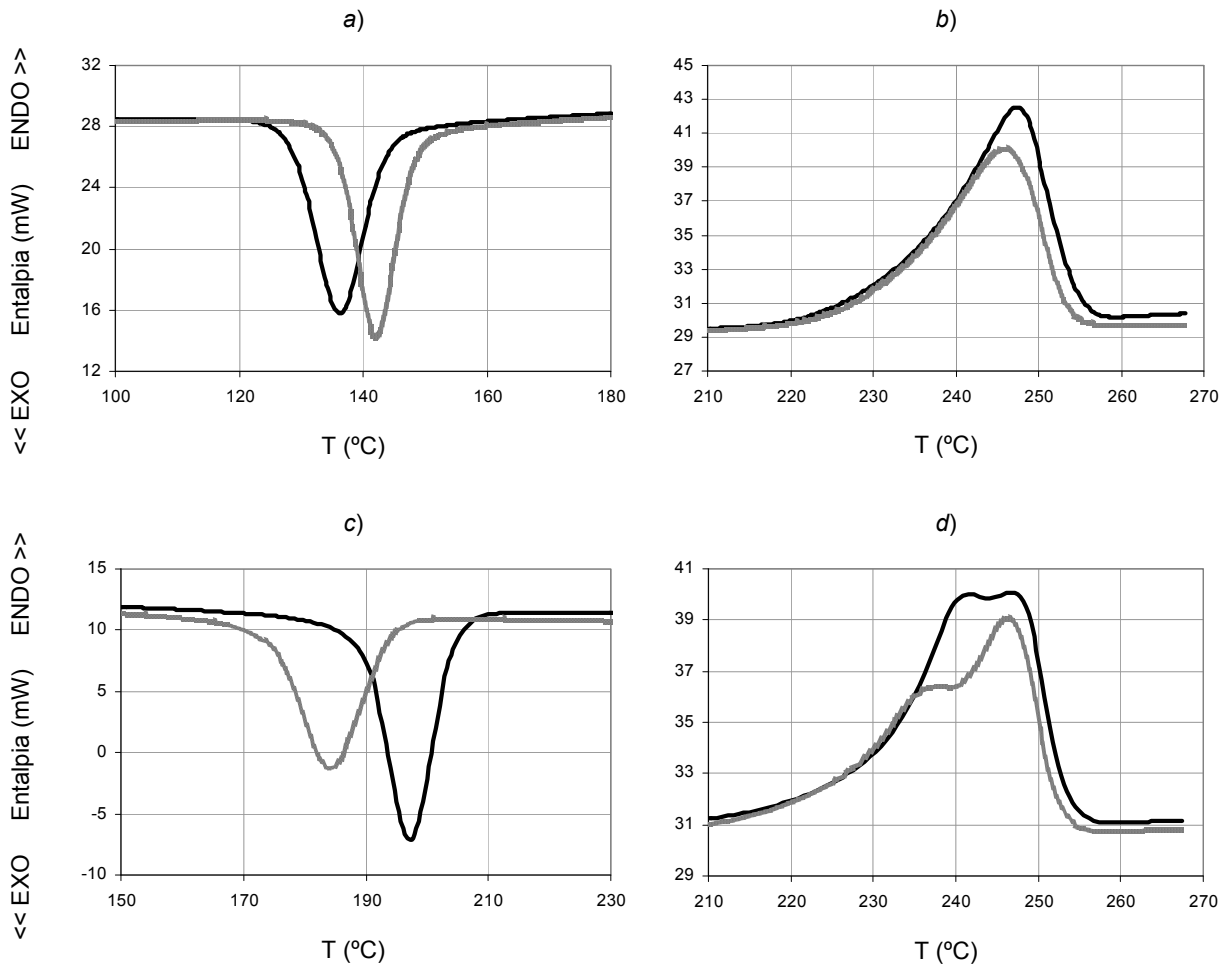 a)
b)
<< EXO Entalpia (mW) ENDO >>
32
28
24
20
16
12
100 120 140 160 180
T (ºC)
45
43
41
39
37
35
33
31
29
27
210 220 230 240 250 260 270
T (ºC)
c)
d)
<< EXO Entalpia (mW) ENDO >>
15
10
5
0
-5
-10
150 170 190 210 230
T (ºC)
41
39
37
35
33
31
29
210 220 230 240 250 260 270
T (ºC)